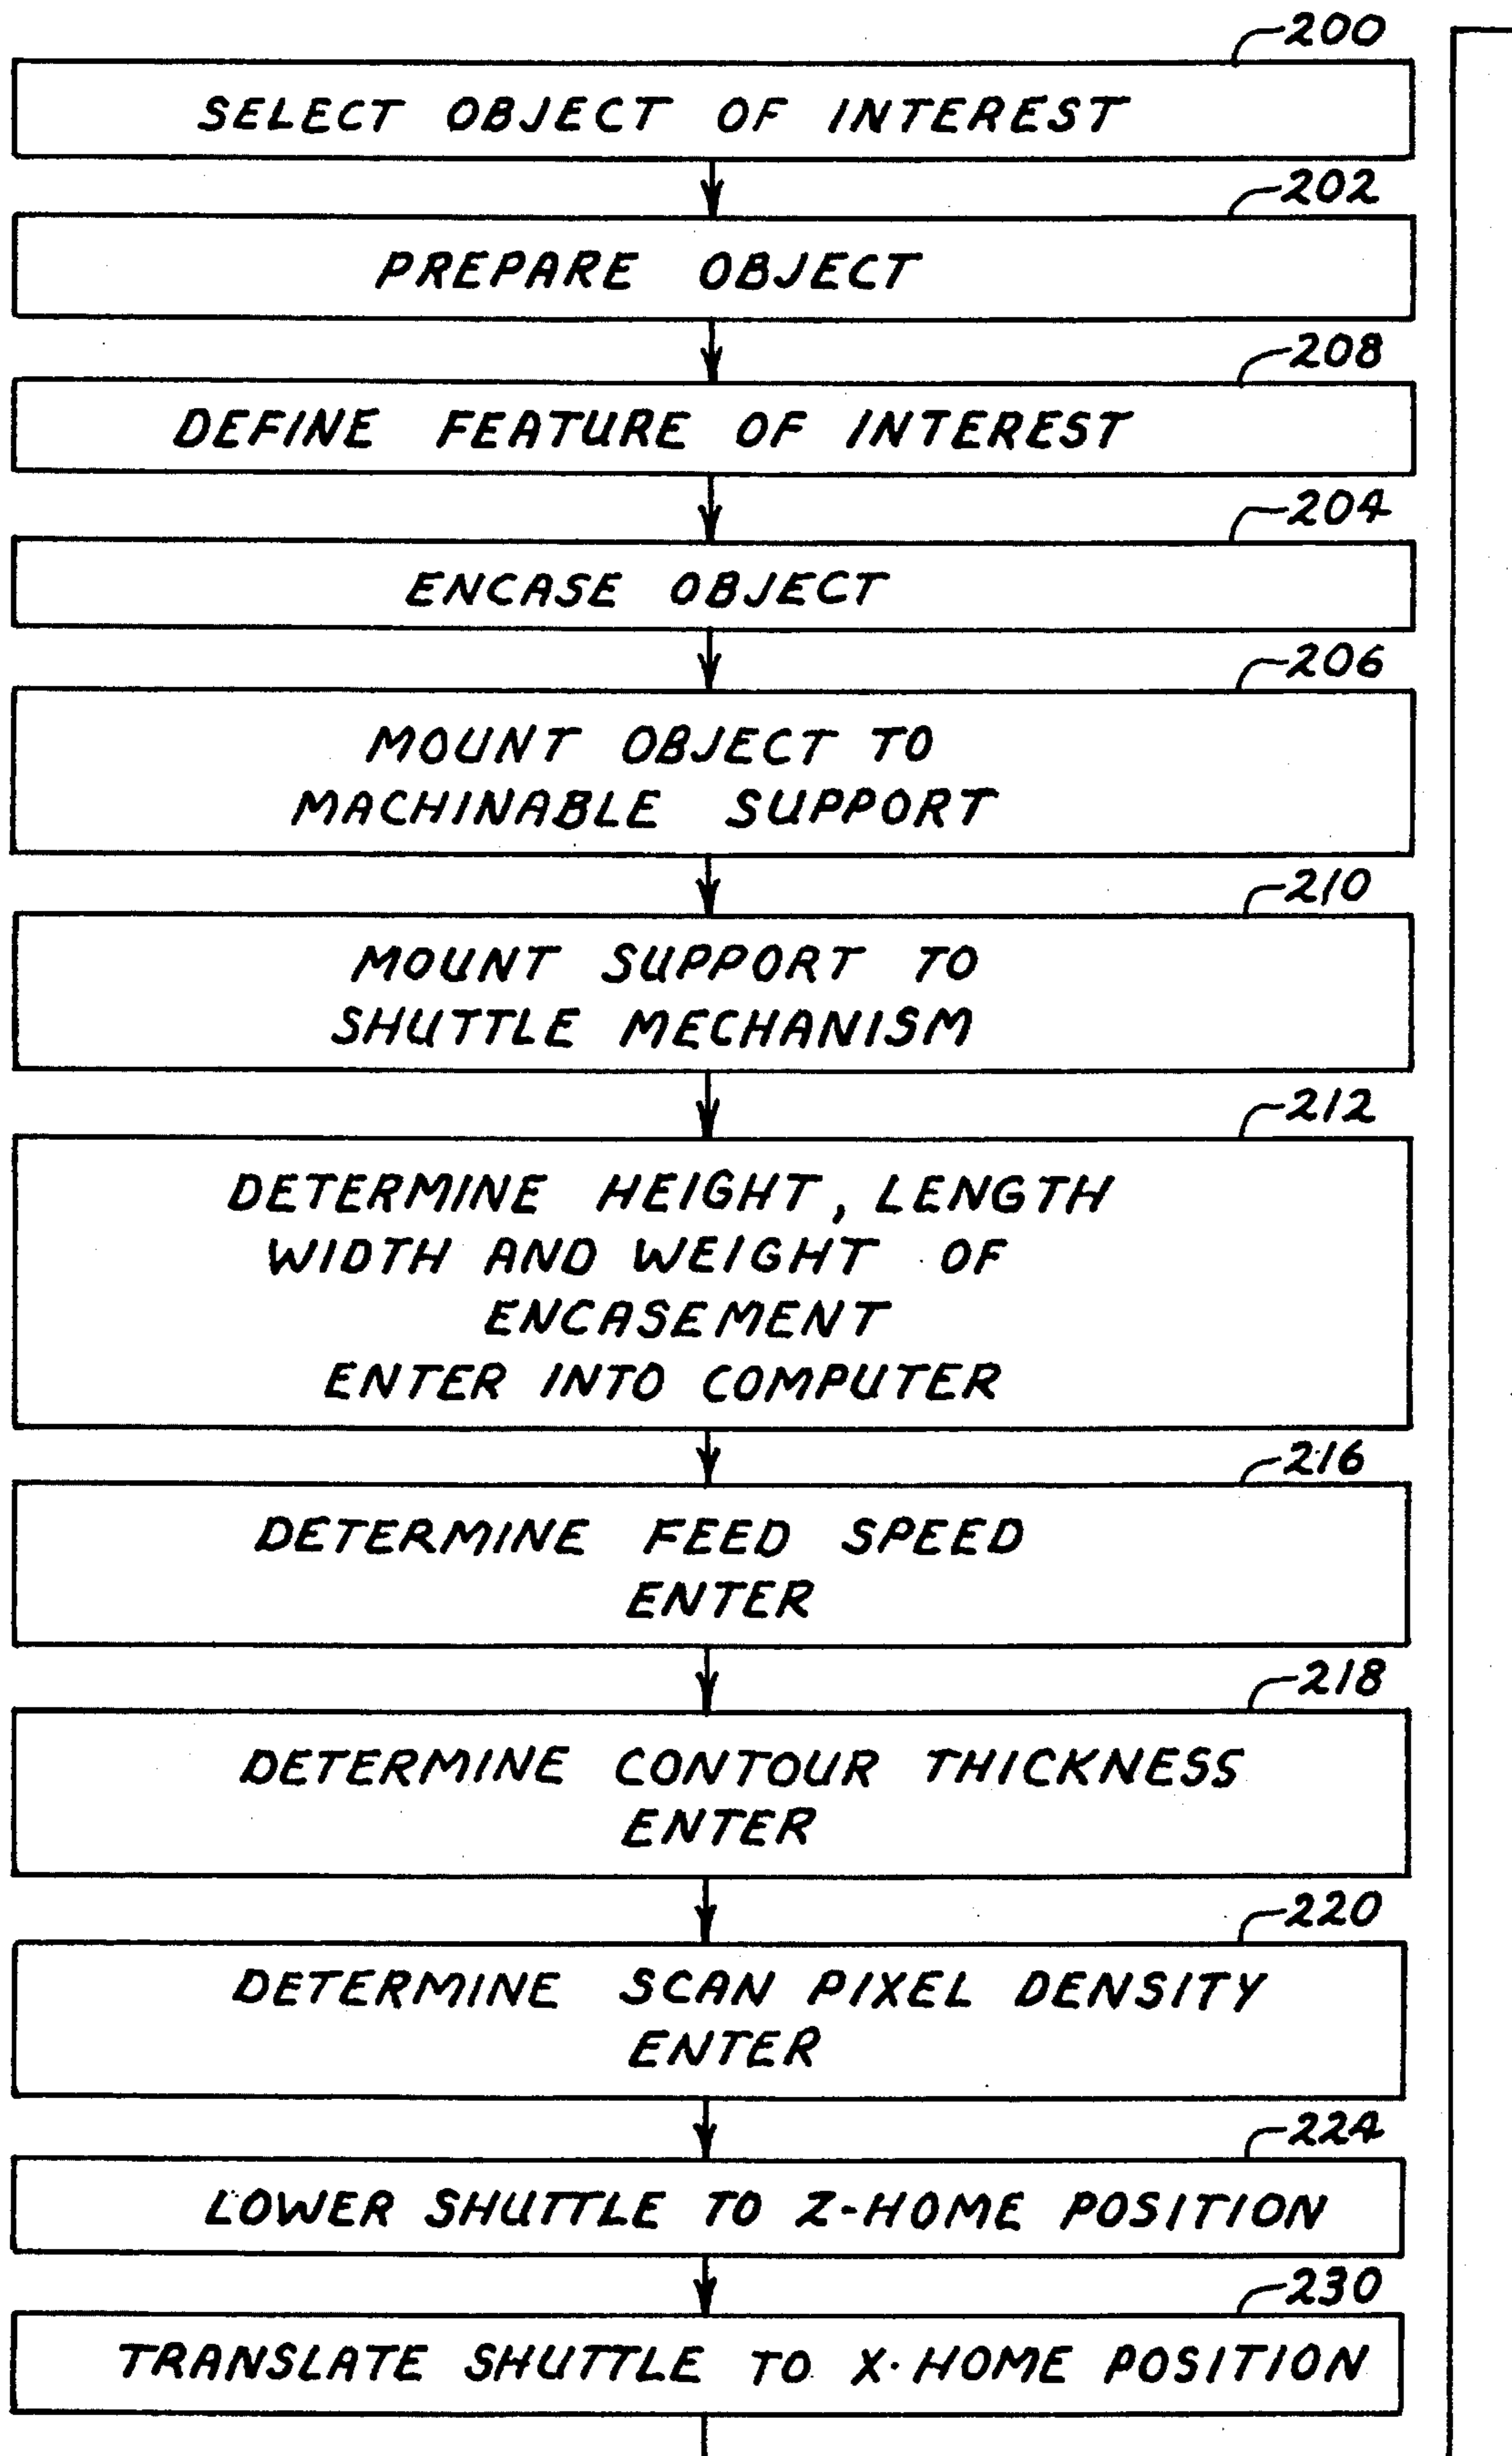 200
SELECT OBJECT OF INTEREST
202
PREPARE OBJECT
208
DEFINE FEATURE OF INTEREST
204
ENCASE OBJECT
206
MOUNT OBJECT TO
MACHINABLE SUPPORT
210
MOUNT SUPPORT TO
SHUTTLE MECHANISM
212
DETERMINE HEIGHT, LENGTH
WIDTH AND WEIGHT OF
ENCASEMENT
ENTER INTO COMPUTER
216
DETERMINE FEED SPEED
ENTER
218
DETERMINE CONTOUR THICKNESS
ENTER
220
DETERMINE SCAN PIXEL DENSITY
ENTER
224
LOWER SHUTTLE TO Z-HOME POSITION
230
TRANSLATE SHUTTLE TO X-HOME POSITION